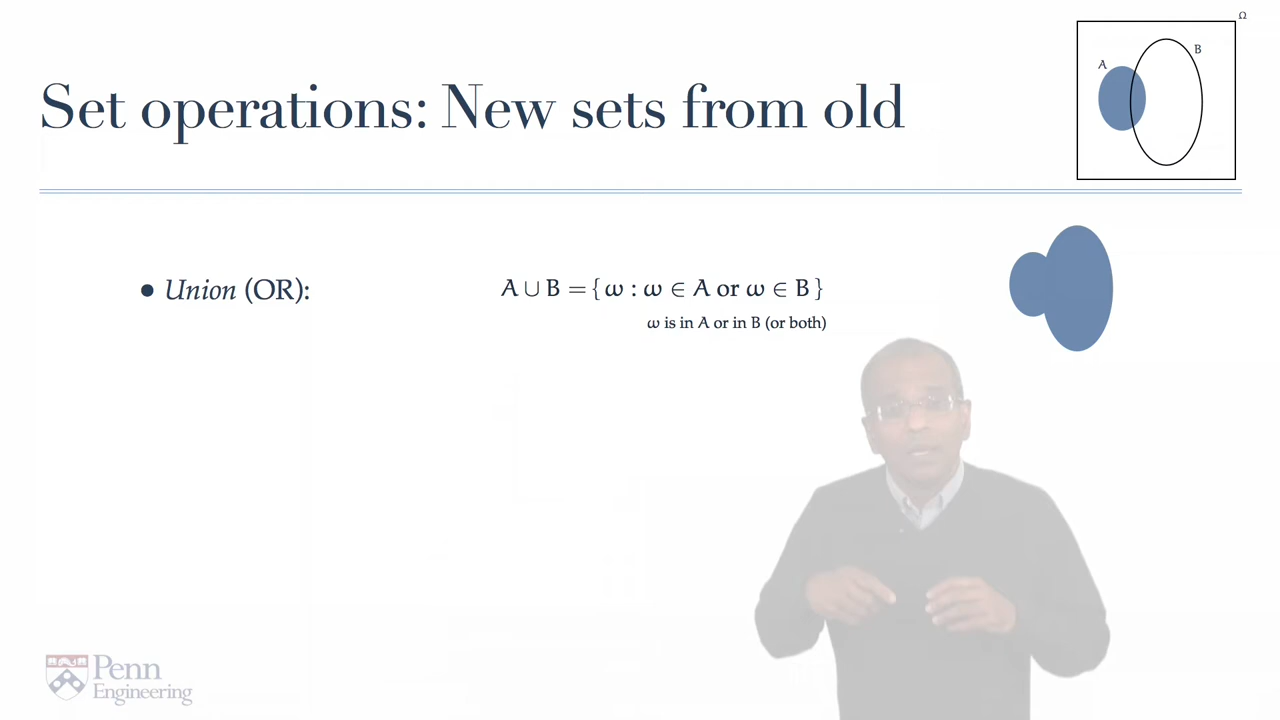 Ω
A
B
Set operations: New sets from old
• Union (OR):
A ∪ B = { ω : ω ∈ A or ω ∈ B }
ω is in A or in B (or both)
Penn
Engineering